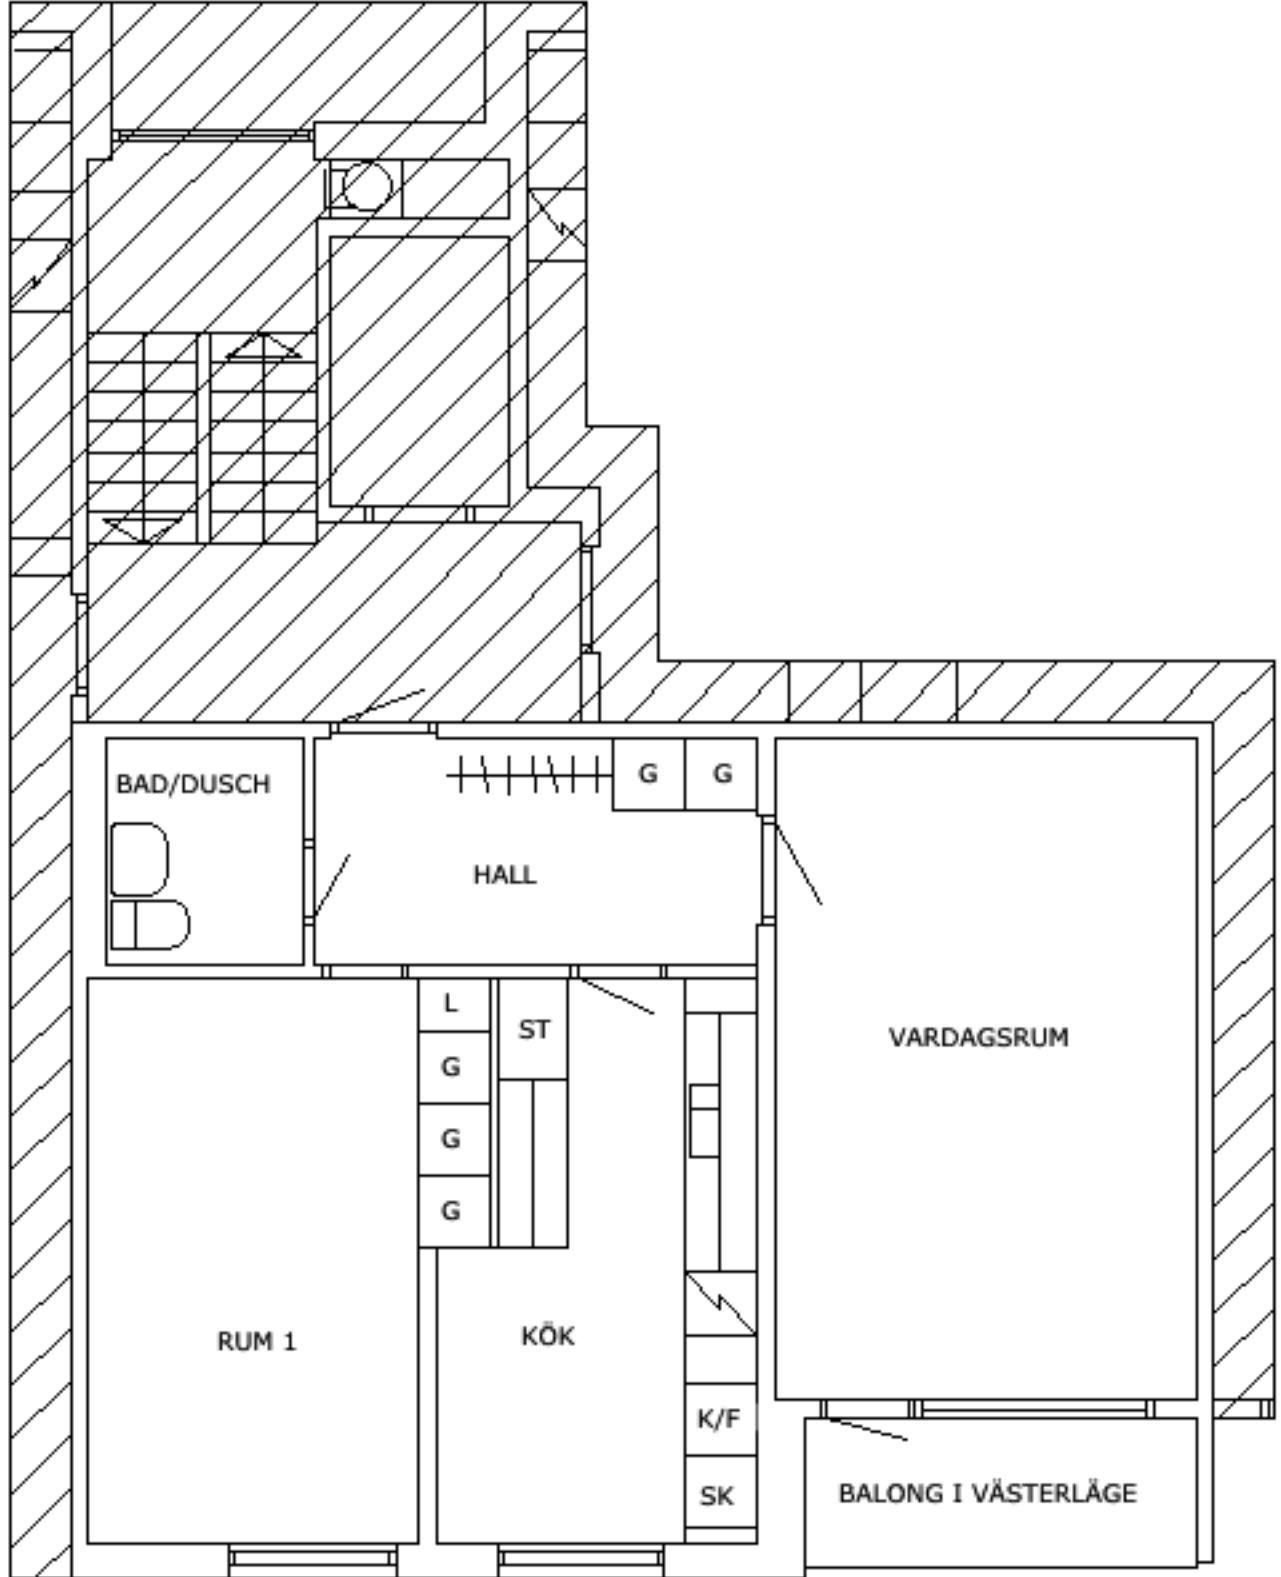 BAD/DUSCH
G
G
HALL
L
ST
G
VARDAGSRUM
G
G
RUM 1
KÖK
K/F
SK
BALONG I VÄSTERLÄGE